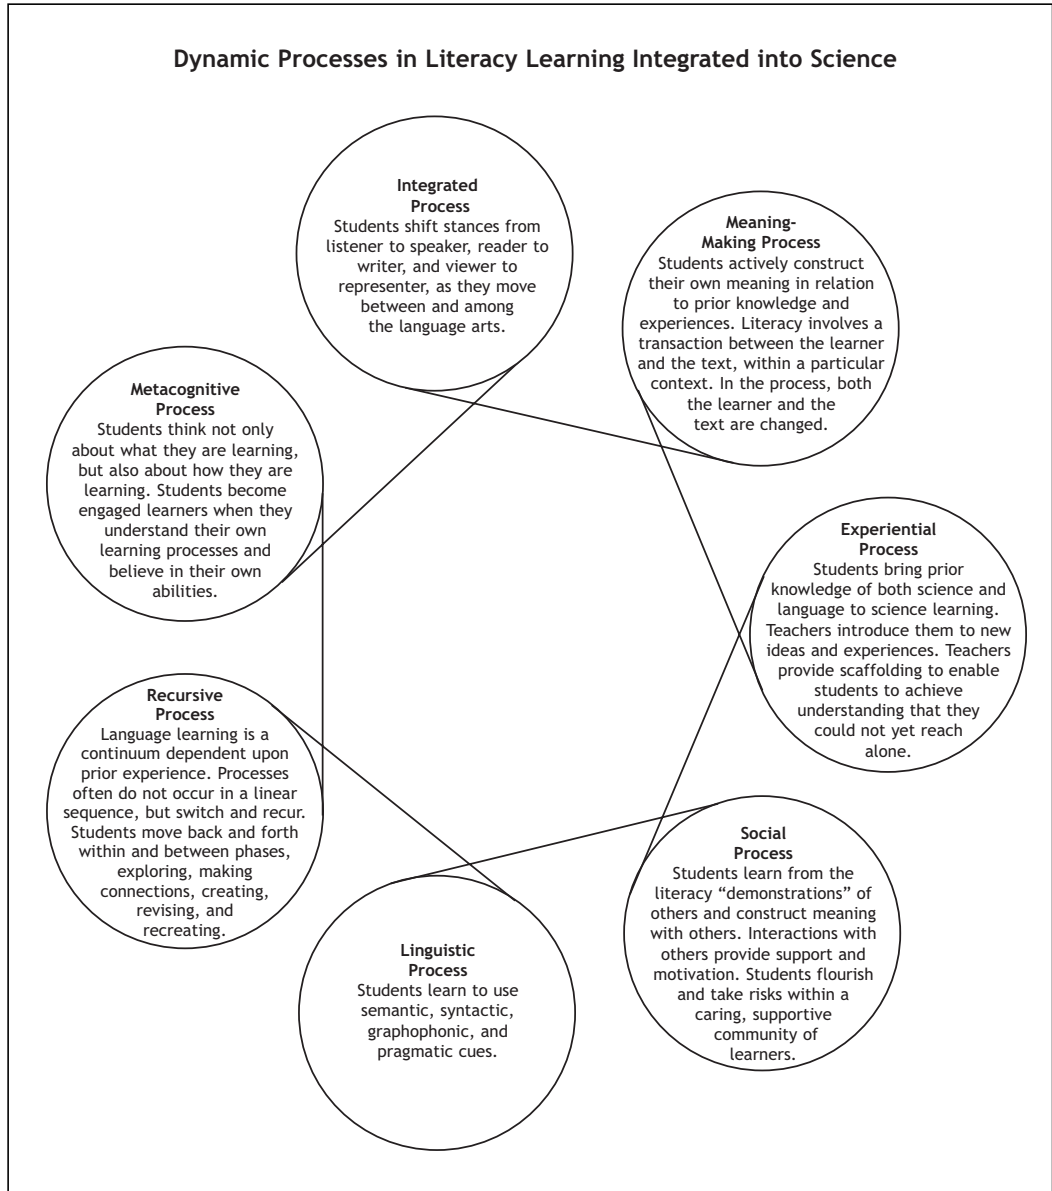 Dynamic Processes in Literacy Learning Integrated into Science
Integrated
Process
Students shift stances from
listener to speaker, reader to
writer, and viewer to
representer, as they move
between and among
the language arts.
Meaning-
Making Process
Students actively construct
their own meaning in relation
to prior knowledge and
experiences. Literacy involves a
transaction between the learner
and the text, within a particular
context. In the process, both
the learner and the
text are changed.
Metacognitive
Process
Students think not only
about what they are learning,
but also about how they are
learning. Students become
engaged learners when they
understand their own
learning processes and
believe in their own
abilities.
Experiential
Process
Students bring prior
knowledge of both science and
language to science learning.
Teachers introduce them to new
ideas and experiences. Teachers
provide scaffolding to enable
students to achieve
understanding that they
could not yet reach
alone.
Recursive
Process
Language learning is a
continuum dependent upon
prior experience. Processes
often do not occur in a linear
sequence, but switch and recur.
Students move back and forth
within and between phases,
exploring, making
connections, creating,
revising, and
recreating.
Social
Process
Students learn from the
literacy “demonstrations” of
others and construct meaning
with others. Interactions with
others provide support and
motivation. Students flourish
and take risks within a
caring, supportive
community of
learners.
Linguistic
Process
Students learn to use
semantic, syntactic,
graphophonic, and
pragmatic cues.